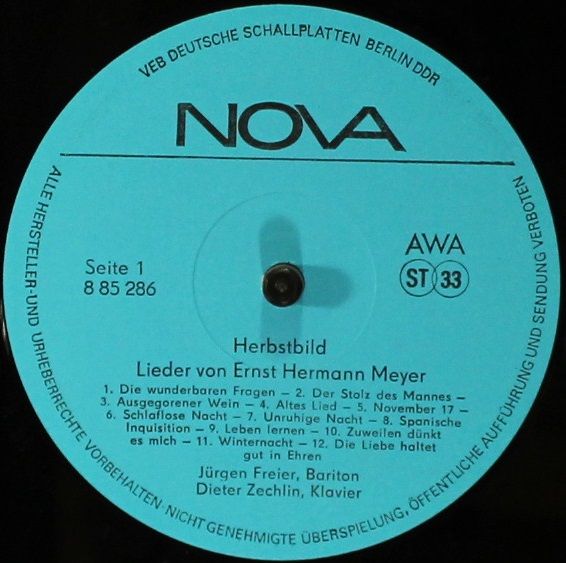 VEB DEUTSCHE SCHALLPLATTEN BERLIN DDR
NOVA
Seite 1
8 85 286
AWA
ST 33
Herbstbild
Lieder von Ernst Hermann Meyer
1. Die wunderbaren Fragen – 2. Der Stolz des Mannes –
3. Ausgegorener Wein – 4. Altes Lied – 5. November 17 –
6. Schlaflose Nacht – 7. Unruhige Nacht – 8. Spanische
Inquisition – 9. Leben lernen – 10. Zuweilen dünkt
es mich – 11. Winternacht – 12. Die Liebe haltet
gut in Ehren
Jürgen Freier, Bariton
Dieter Zechlin, Klavier
ALLE HERSTELLER- UND URHEBERRECHTE VORBEHALTEN · NICHT GENEHMIGTE ÜBERSPIELUNG, ÖFFENTLICHE AUFFÜHRUNG UND SENDUNG VERBOTEN